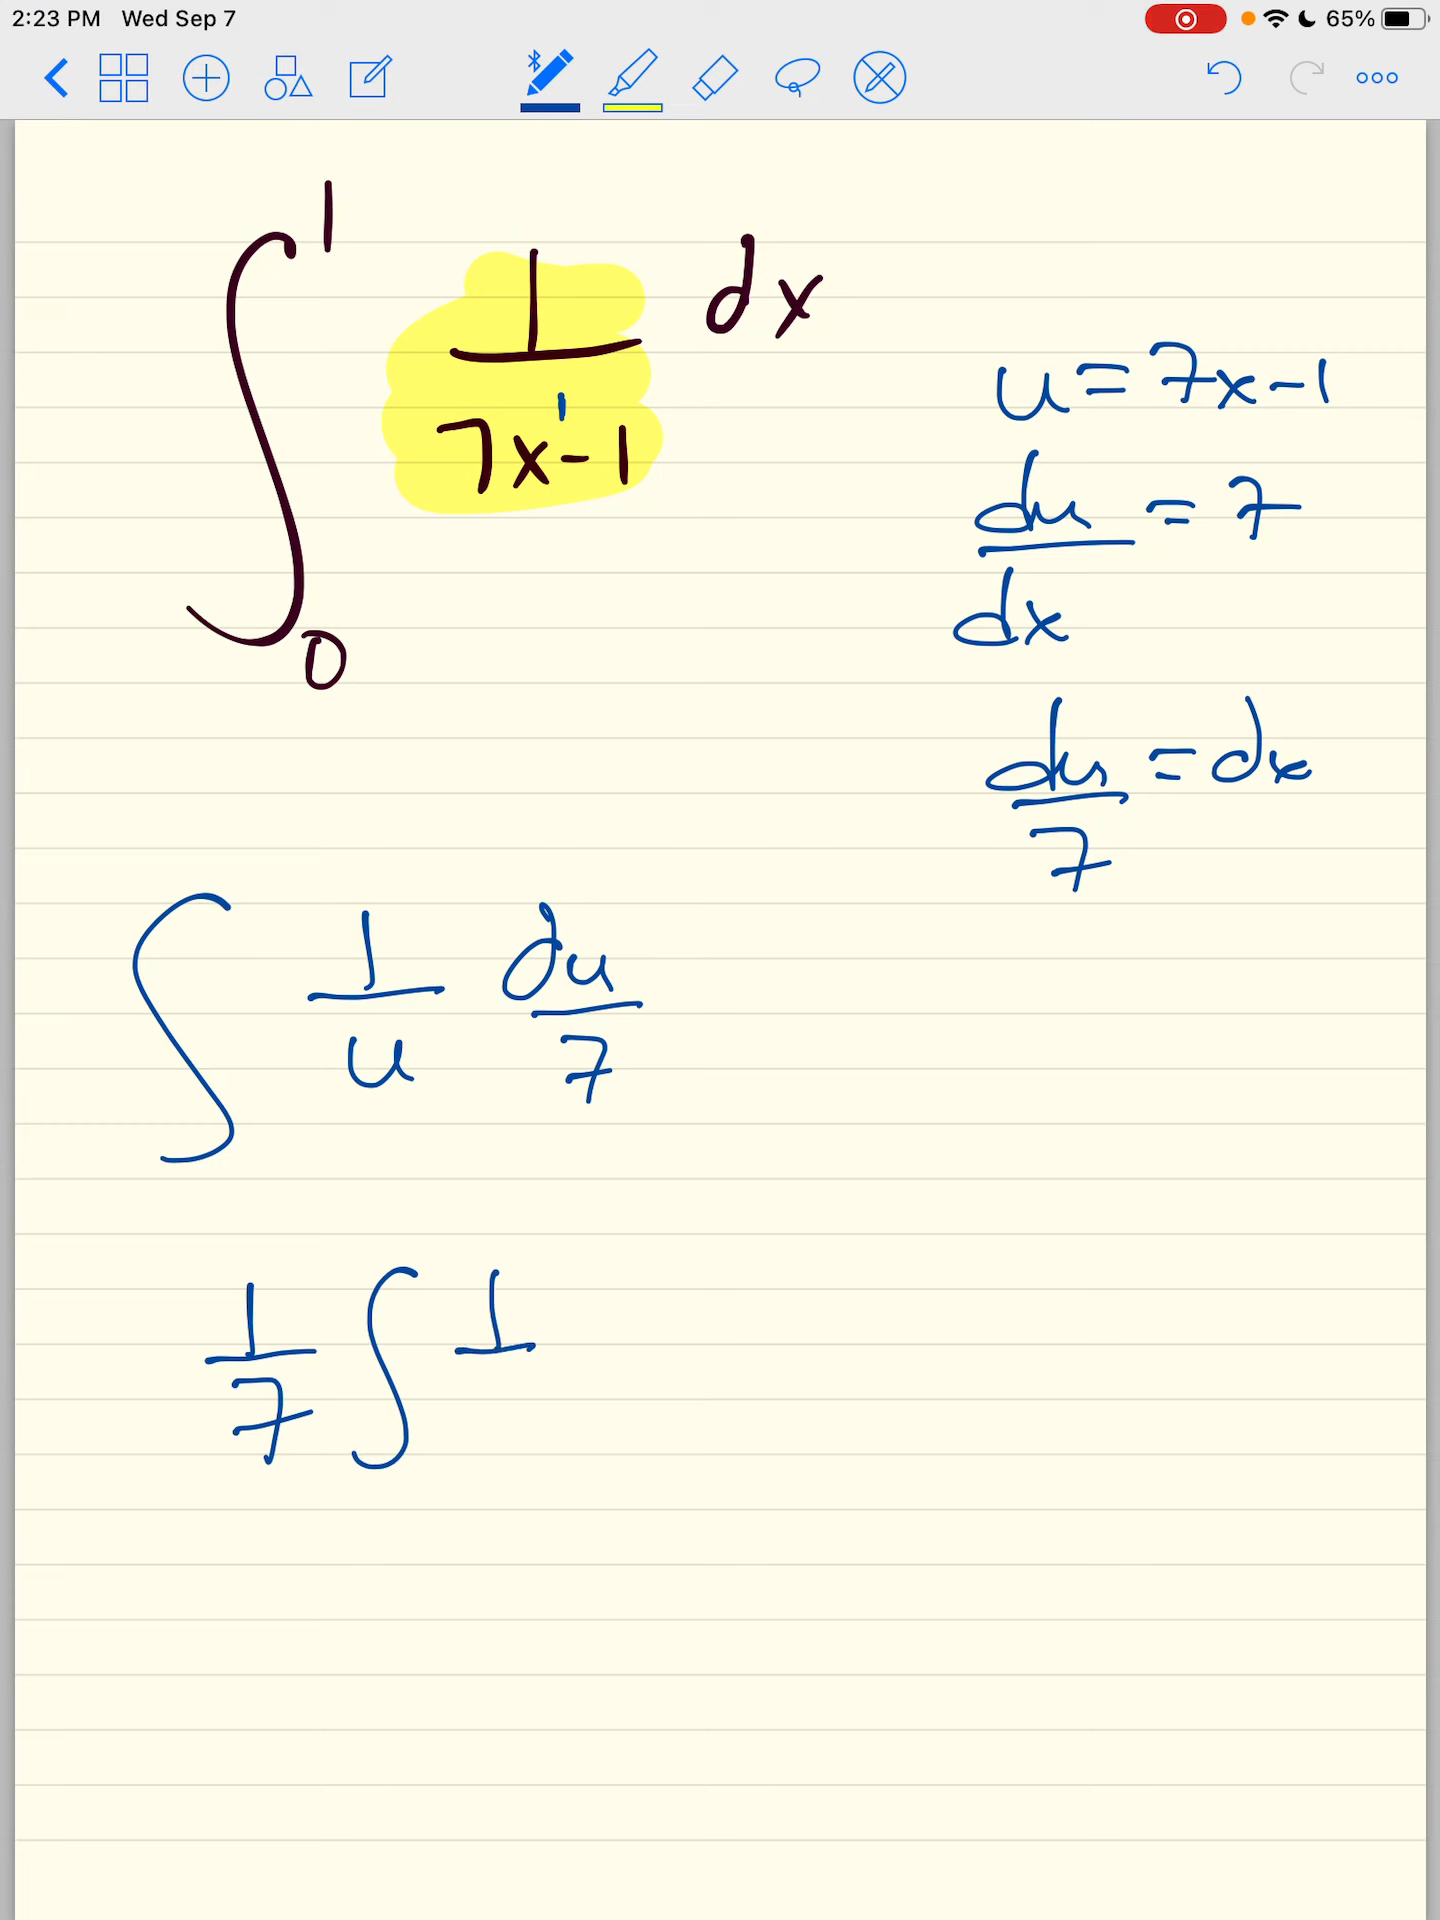 2:23 PM Wed Sep 7 65%
∫₀¹ 1/(7x-1) dx
u = 7x-1
du/dx = 7
du/7 = dx
∫ 1/u du/7
1/7 ∫ 1